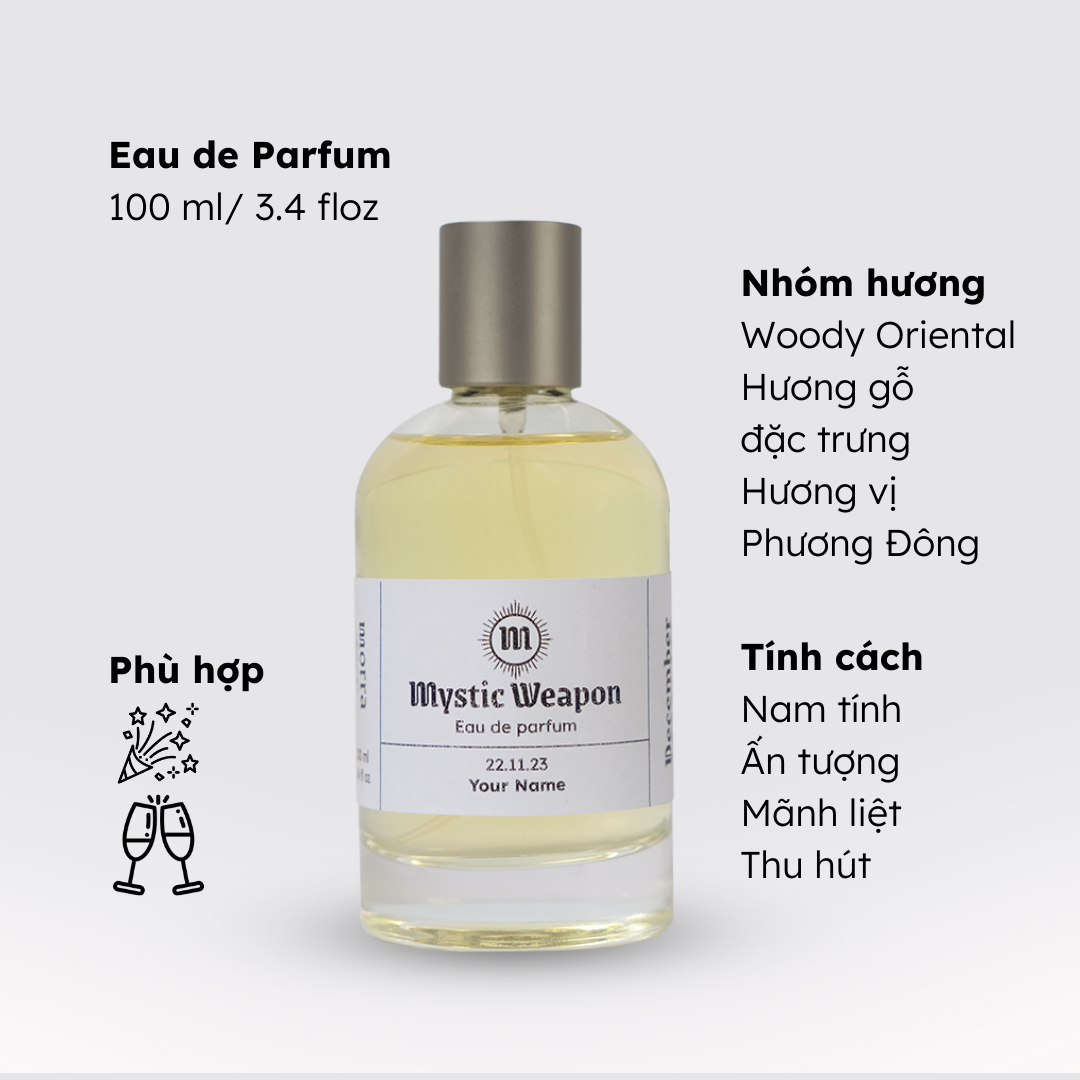 Eau de Parfum
100 ml/ 3.4 floz
Nhóm hương
Woody Oriental
Hương gỗ
đặc trưng
Hương vị
Phương Đông
Phù hợp
Tính cách
Nam tính
Ấn tượng
Mãnh liệt
Thu hút
morra
m
Mystic Weapon
Eau de parfum
22.11.23
Your Name
December